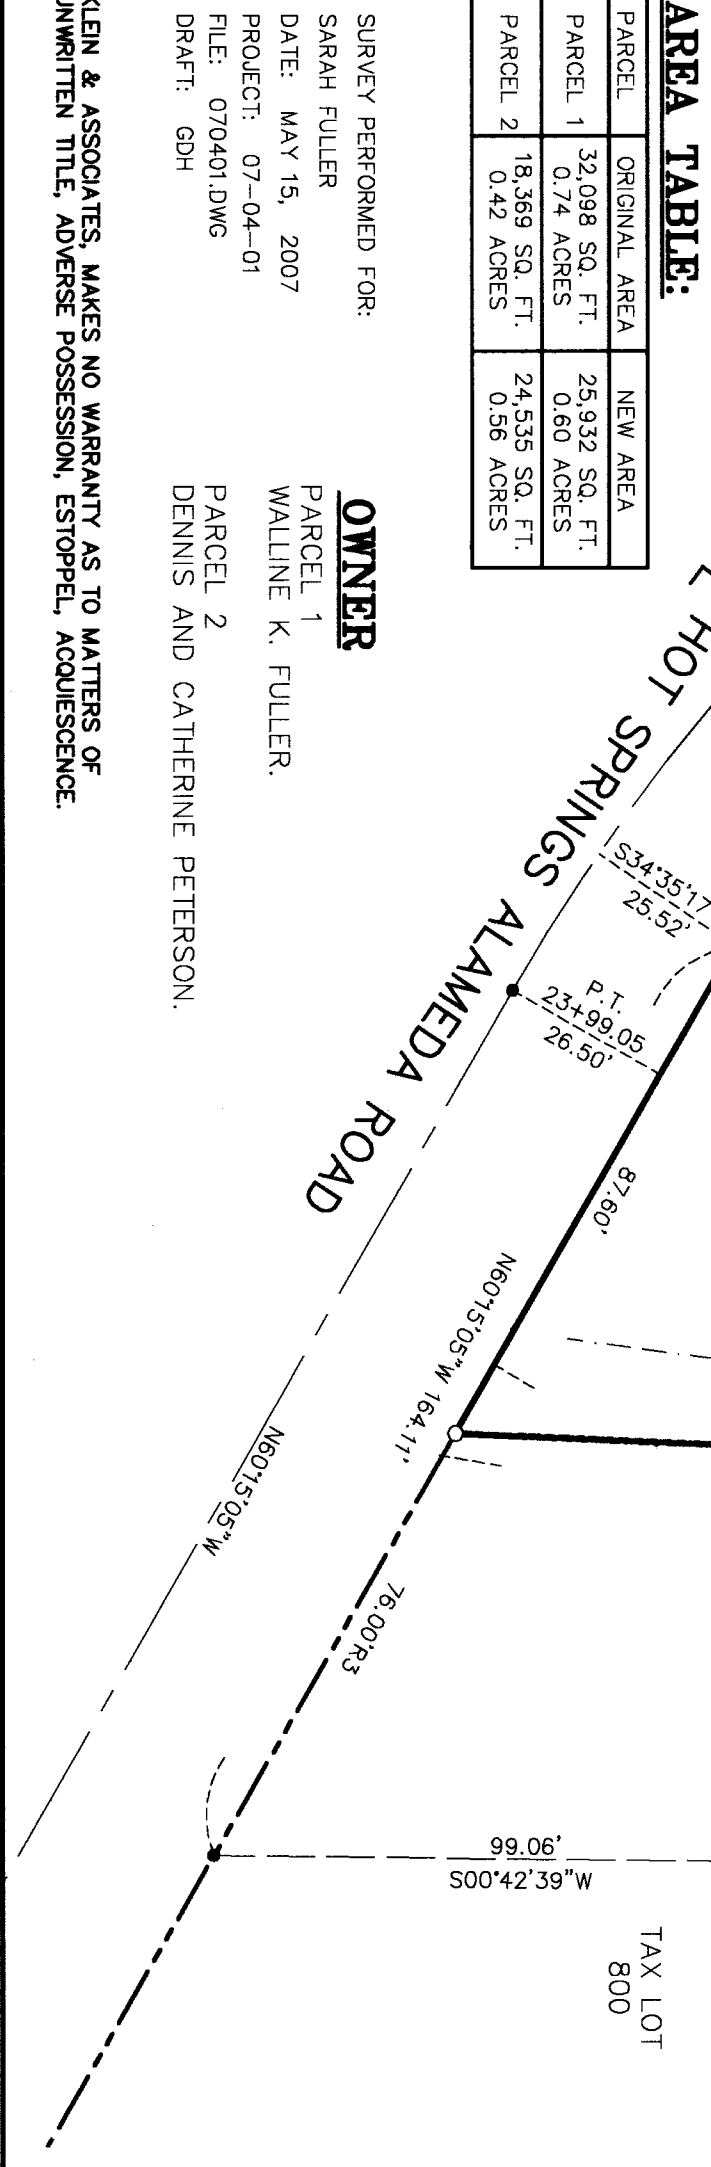 AREA TABLE:
PARCEL ORIGINAL AREA NEW AREA
PARCEL 1 32,098 SQ. FT. 25,932 SQ. FT.
0.74 ACRES 0.60 ACRES
PARCEL 2 18,369 SQ. FT. 24,535 SQ. FT.
0.42 ACRES 0.56 ACRES
SURVEY PERFORMED FOR:
SARAH FULLER
DATE: MAY 15, 2007
PROJECT: 07-04-01
FILE: 070401.DWG
DRAFT: GDH
OWNER
PARCEL 1
WALLINE K. FULLER.
PARCEL 2
DENNIS AND CATHERINE PETERSON.
KLEIN & ASSOCIATES, MAKES NO WARRANTY AS TO MATTERS OF
UNWRITTEN TITLE, ADVERSE POSSESSION, ESTOPPEL, ACQUIESCENCE.
HOT SPRINGS ALAMEDA ROAD
S34°35'17
25.52'
P.T.
23+99.05
26.50'
87.60'
N60°15'05"W 164.11'
N60°15'05"W
76.00'R3
99.06'
S00°42'39"W
TAX LOT
800